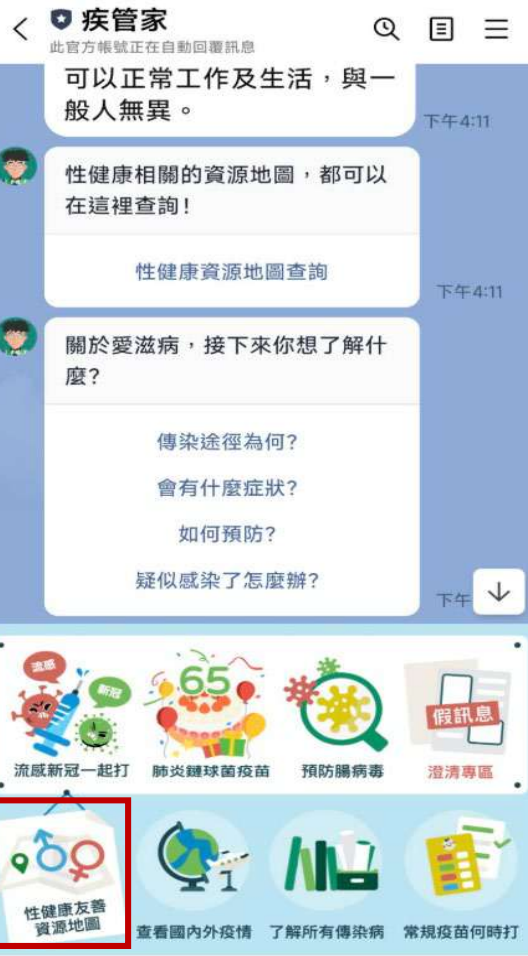 疾管家
此官方帳號正在自動回覆訊息
可以正常工作及生活，與一
般人無異。
下午4:11
性健康相關的資源地圖，都可以
在這裡查詢！
性健康資源地圖查詢
下午4:11
關於愛滋病，接下來你想了解什
麼？
傳染途徑為何?
會有什麼症狀?
如何預防?
疑似感染了怎麼辦?
下午
流感
新冠
65
假訊息
流感新冠一起打
肺炎鏈球菌疫苗
預防腸病毒
澄清專區
性健康友善
資源地圖
查看國內外疫情
了解所有傳染病
常規疫苗何時打